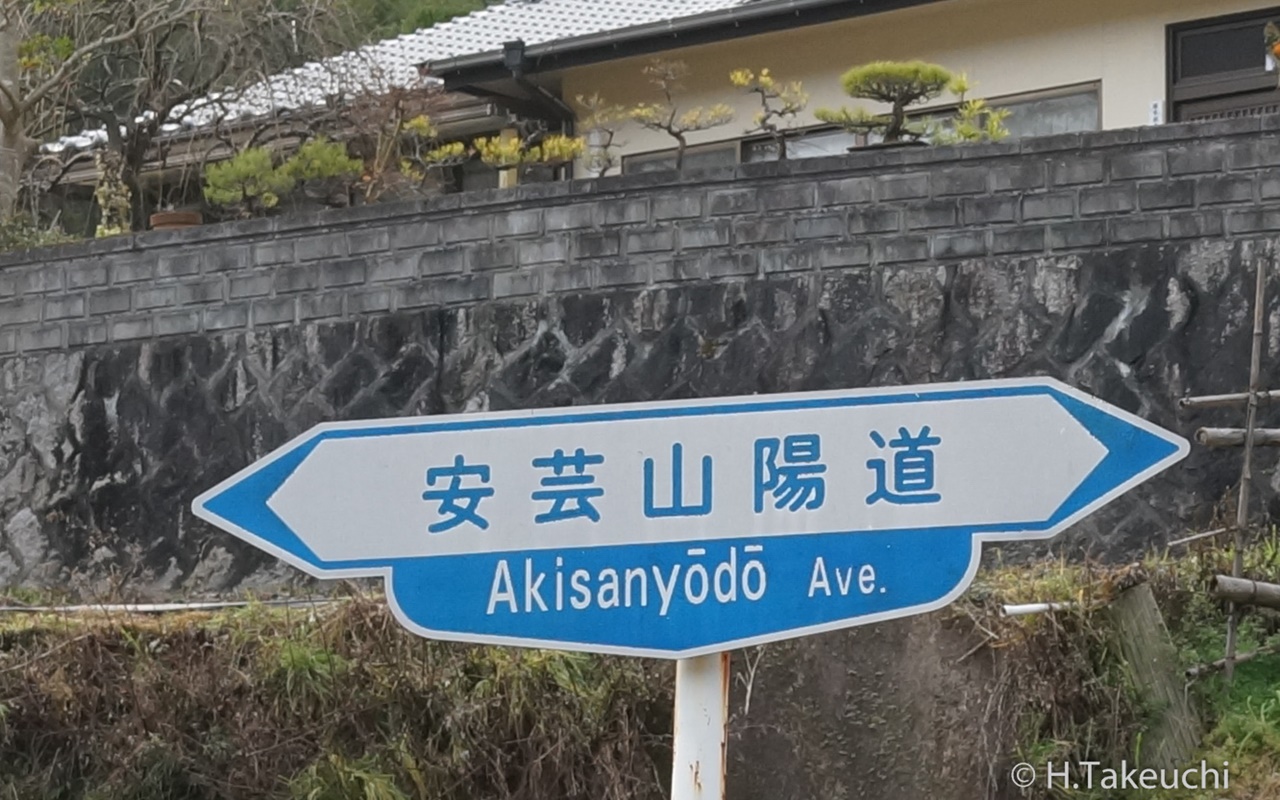 安芸山陽道
Akisanyōdō Ave.
© H.Takeuchi